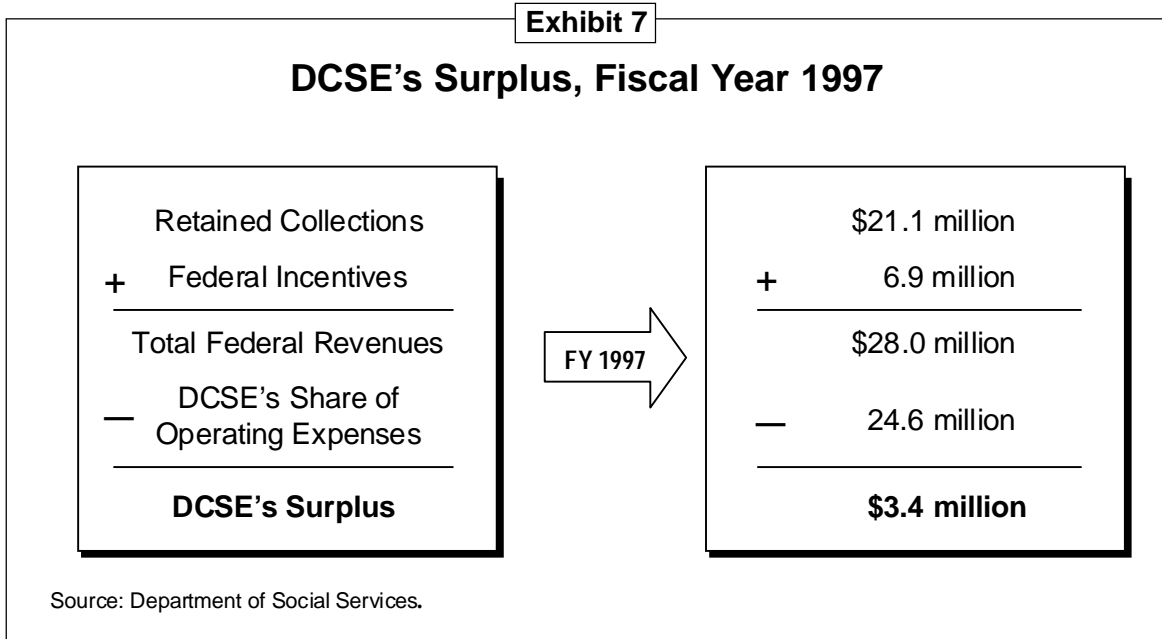 Exhibit 7
DCSE’s Surplus, Fiscal Year 1997
Retained Collections
+ Federal Incentives
Total Federal Revenues
— DCSE’s Share of
Operating Expenses
DCSE’s Surplus
FY 1997
$21.1 million
+ 6.9 million
$28.0 million
— 24.6 million
$3.4 million
Source: Department of Social Services.